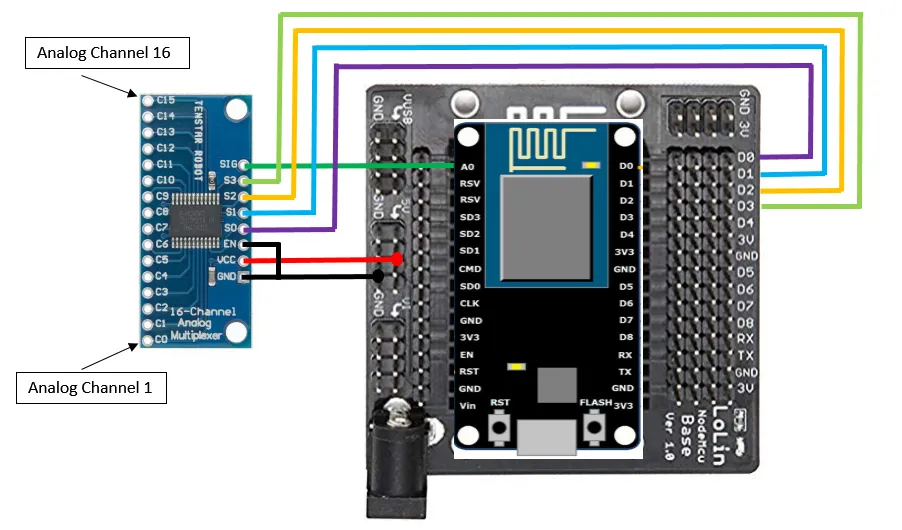 Analog Channel 16
C15
C14
C13
C12
C11
C10
C9
C8
C7
C6
C5
C4
C3
C2
C1
C0
TENSTAR ROBOT
SIG
S3
S2
S1
S0
EN
VCC
GND
16-Channel
Analog
Multiplexer
Analog Channel 1
GND
VUSB
GND
5V
GND
A0
RSV
RSV
SD3
SD2
SD1
CMD
SD0
CLK
GND
3V3
EN
RST
GND
Vin
RST
FLASH
D0
D1
D2
D3
D4
3V3
GND
D5
D6
D7
D8
RX
TX
GND
3V3
GND 3V
D0
D1
D2
D3
D4
3V
GND
D5
D6
D7
D8
RX
TX
GND
3V
LoLin
NodeMcu
Base
Ver 1.0